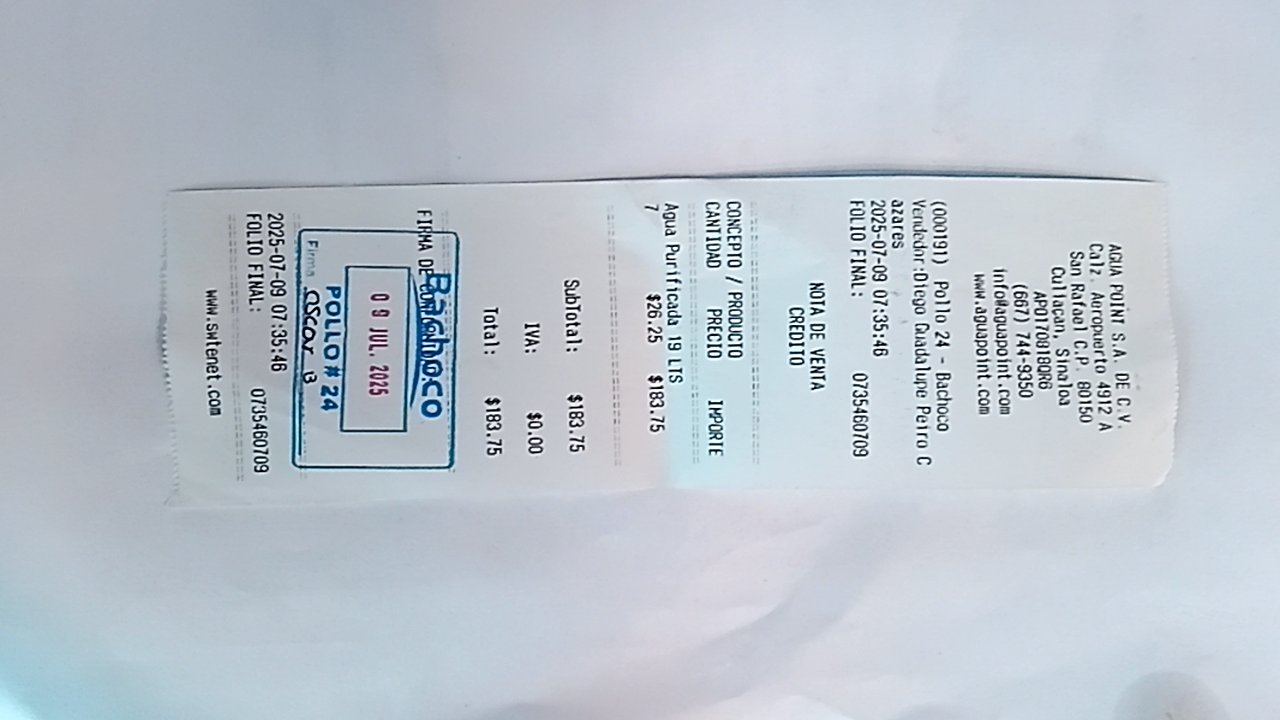 AGUA POINT S.A. DE C.V.
Calz. Aeropuerto 4912 A
San Rafael C.P. 80150
Culiacan, Sinaloa
APO170818QR6
(667) 744-9350
info@aguapoint.com
www.aguapoint.com
(000191) Pollo 24 - Bachoco
Vendedor:Diego Guadalupe Peiro C
azares
2025-07-09 07:35:46
FOLIO FINAL: 0735460709
NOTA DE VENTA
CREDITO
CONCEPTO / PRODUCTO
CANTIDAD PRECIO IMPORTE
Agua Purificada 19 LTS
7 $26.25 $183.75
SubTotal: $183.75
IVA: $0.00
Total: $183.75
FIRMA DE
Bachoco
09 JUL. 2025
POLLO # 24
Firma Oscar B
2025-07-09 07:35:46
FOLIO FINAL: 0735460709
www.swtenet.com